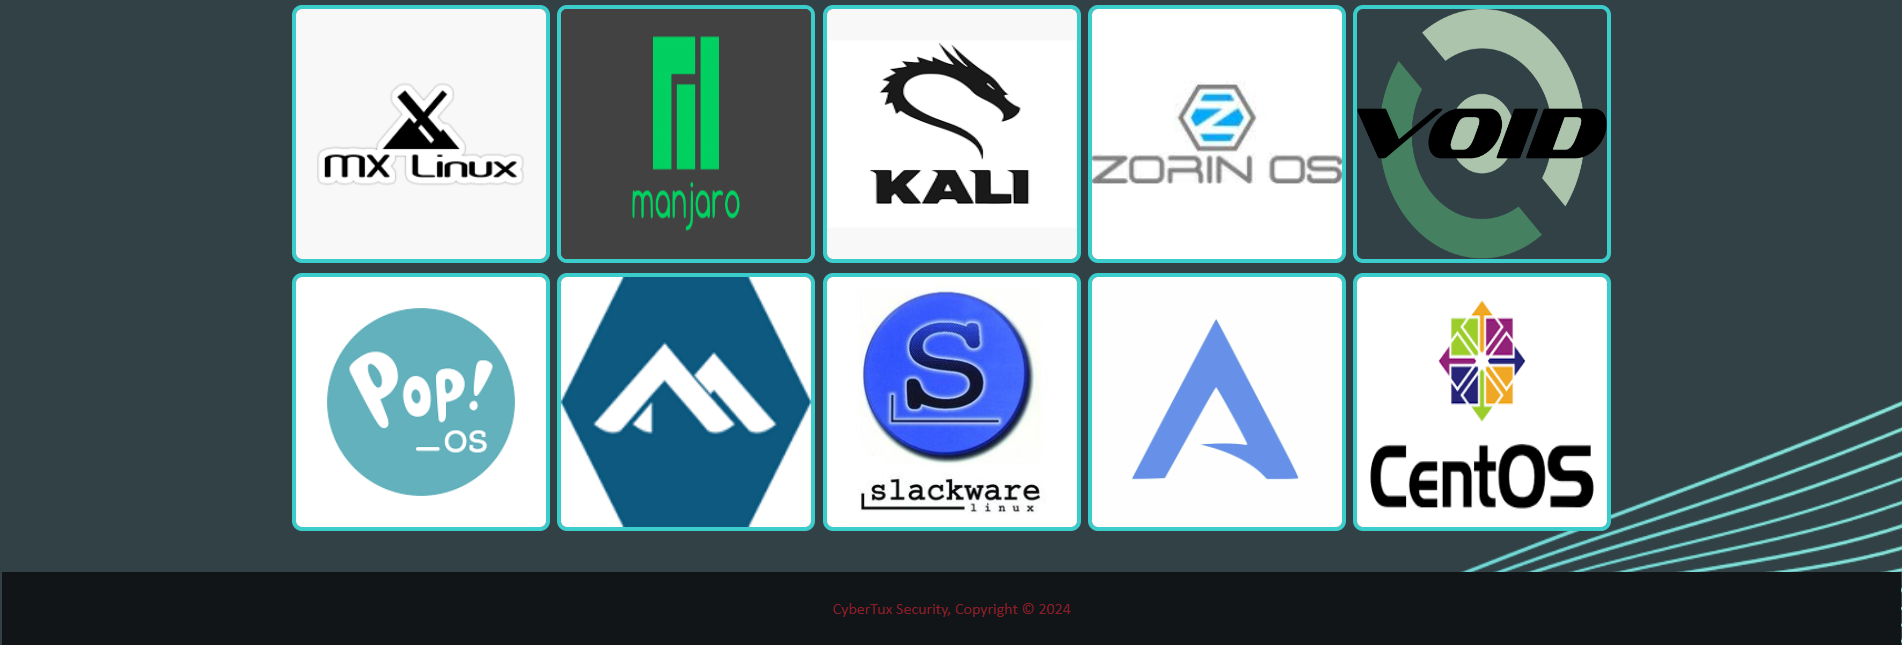 MX Linux
manjaro
KALI
ZORIN OS
VOID
POP!
_OS
S
slackware
linux
CentOS
CyberTux Security, Copyright © 2024